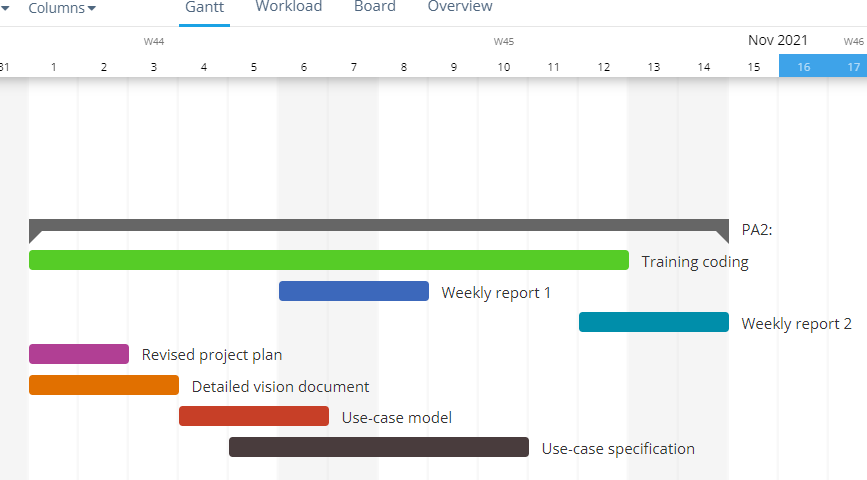 Columns Gantt Workload Board Overview
Nov 2021
W44 W45 W46
31 1 2 3 4 5 6 7 8 9 10 11 12 13 14 15 16 17
PA2:
Training coding
Weekly report 1
Weekly report 2
Revised project plan
Detailed vision document
Use-case model
Use-case specification